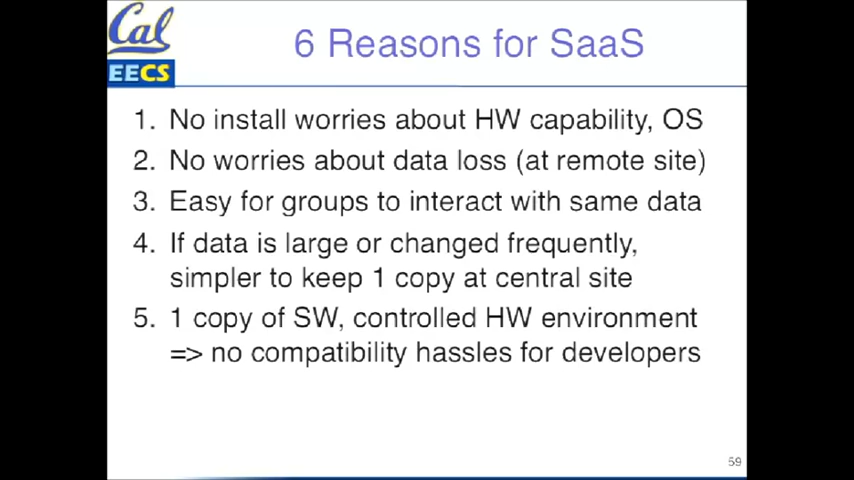 Cal
EECS
6 Reasons for SaaS
1. No install worries about HW capability, OS
2. No worries about data loss (at remote site)
3. Easy for groups to interact with same data
4. If data is large or changed frequently,
simpler to keep 1 copy at central site
5. 1 copy of SW, controlled HW environment
=> no compatibility hassles for developers
59